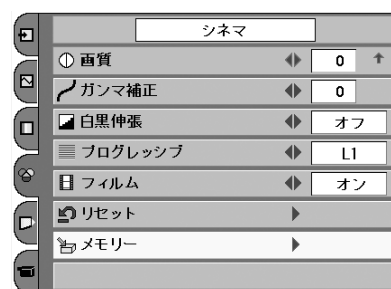 シネマ
画質 0
ガンマ補正 0
白黒伸張 オフ
プログレッシブ L1
フィルム オン
リセット
メモリー